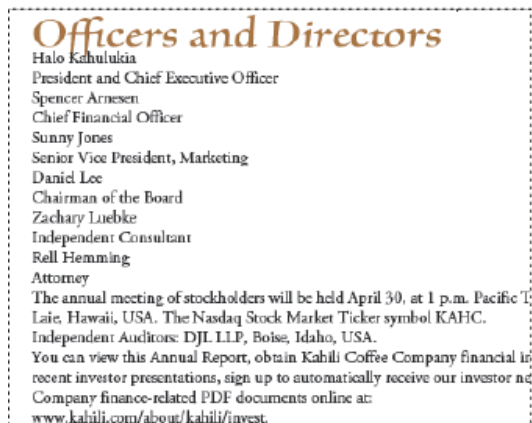 Officers and Directors
Halo Kahulukia
President and Chief Executive Officer
Spencer Arnesen
Chief Financial Officer
Sunny Jones
Senior Vice President, Marketing
Daniel Lee
Chairman of the Board
Zachary Luebke
Independent Consultant
Rell Hemming
Attorney
The annual meeting of stockholders will be held April 30, at 1 p.m. Pacific
Laie, Hawaii, USA. The Nasdaq Stock Market Ticker symbol KAHC.
Independent Auditors: DJL LLP, Boise, Idaho, USA.
You can view this Annual Report, obtain Kahili Coffee Company financial
recent investor presentations, sign up to automatically receive our investor
Company finance-related PDF documents online at:
www.kahili.com/about/kahili/invest.